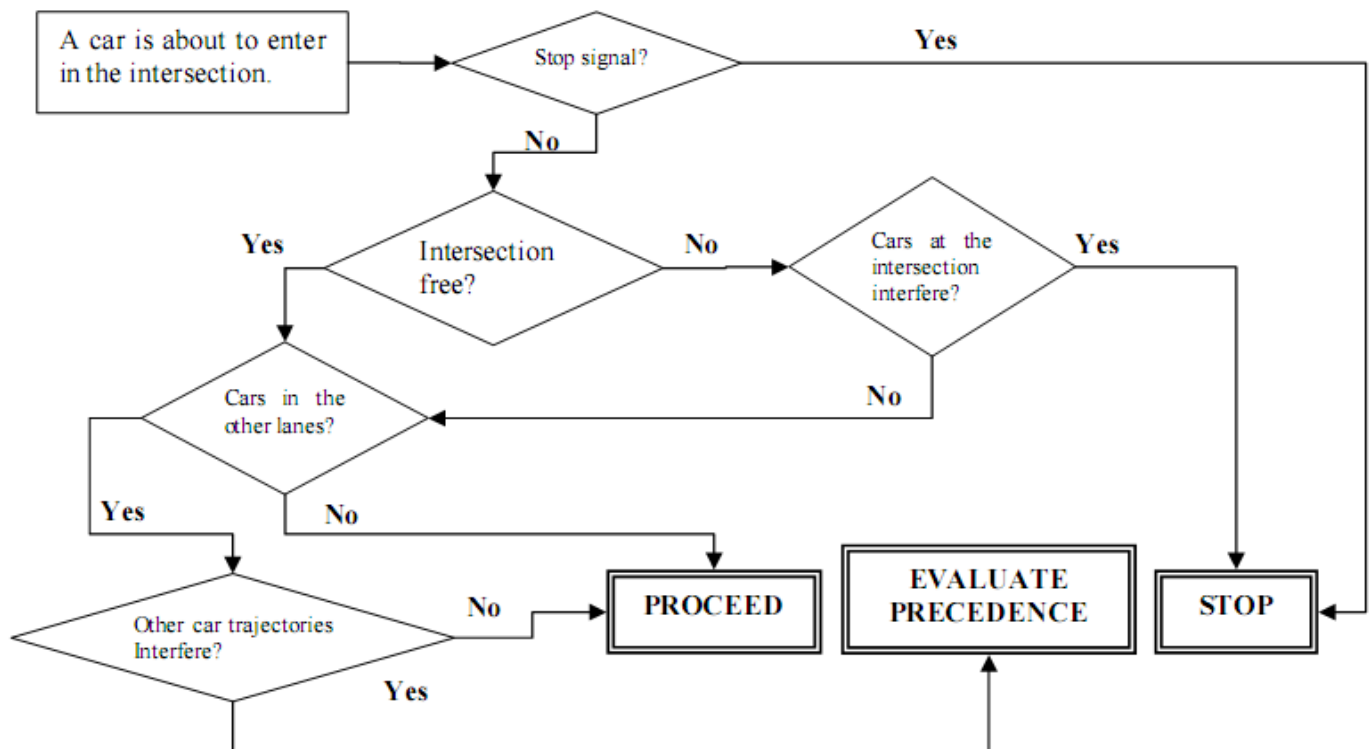 A car is about to enter
in the intersection.
Stop signal?
Yes
No
Yes
Intersection
free?
No
Cars at the
intersection
interfere?
Yes
Cars in the
other lanes?
No
Yes
No
Other car trajectories
Interfere?
No
Yes
PROCEED
EVALUATE
PRECEDENCE
STOP